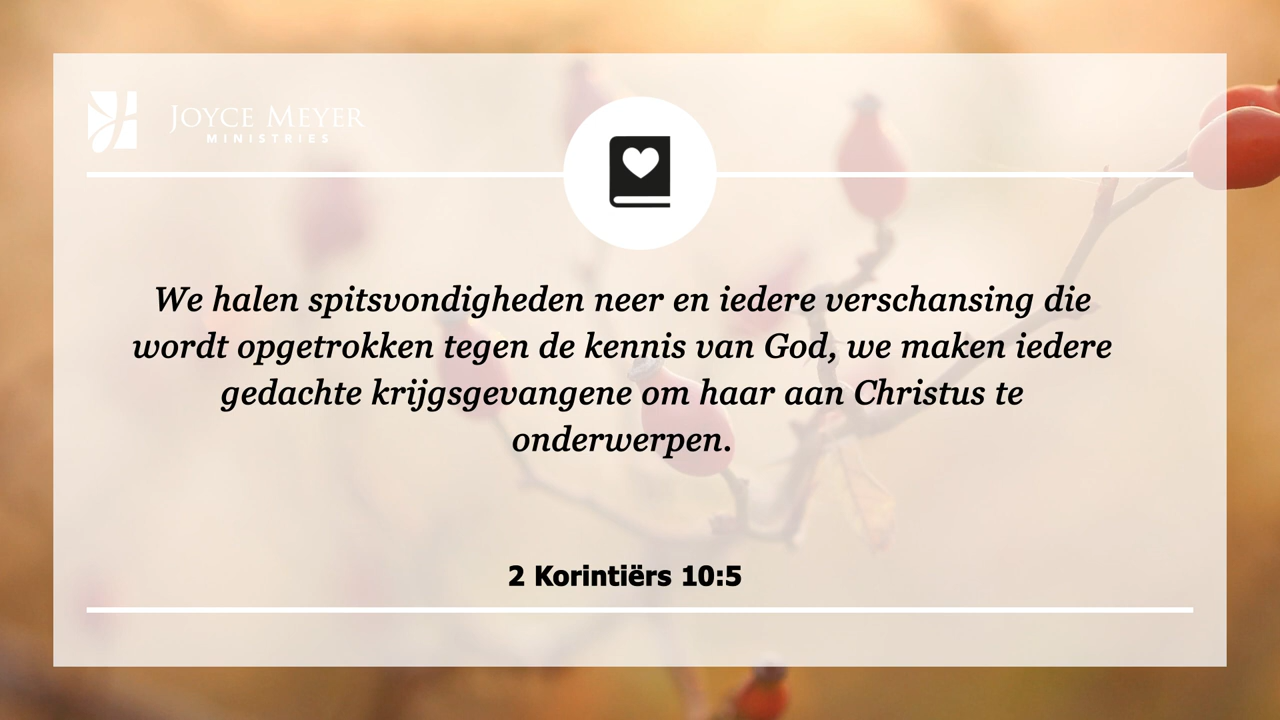 JOYCE MEYER
MINISTRIES
We halen spitsvondigheden neer en iedere verschansing die
wordt opgetrokken tegen de kennis van God, we maken iedere
gedachte krijgsgevangene om haar aan Christus te
onderwerpen.
2 Korintiërs 10:5